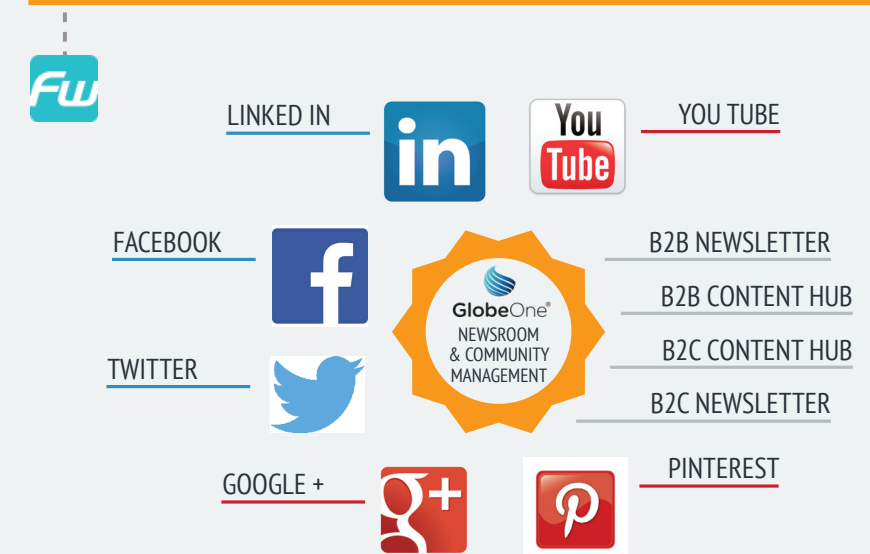 Fw
LINKED IN
in
You
Tube
YOU TUBE
FACEBOOK
f
B2B NEWSLETTER
B2B CONTENT HUB
GlobeOne®
NEWSROOM
& COMMUNITY
MANAGEMENT
B2C CONTENT HUB
TWITTER
B2C NEWSLETTER
GOOGLE +
g+
PINTEREST